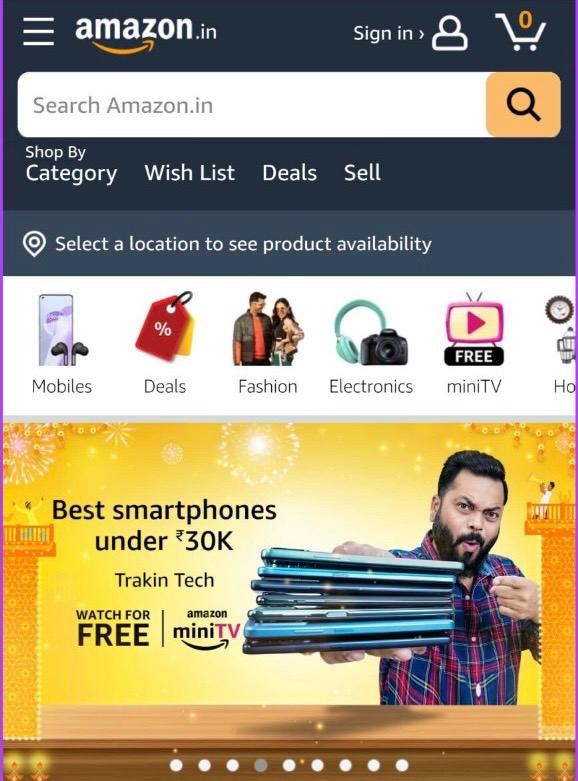 amazon.in
Sign in ›
0
Search Amazon.in
Shop By
Category
Wish List
Deals
Sell
Select a location to see product availability
%
FREE
Mobiles
Deals
Fashion
Electronics
miniTV
Ho
Best smartphones
under ₹30K
Trakin Tech
WATCH FOR
FREE
amazon
miniTV